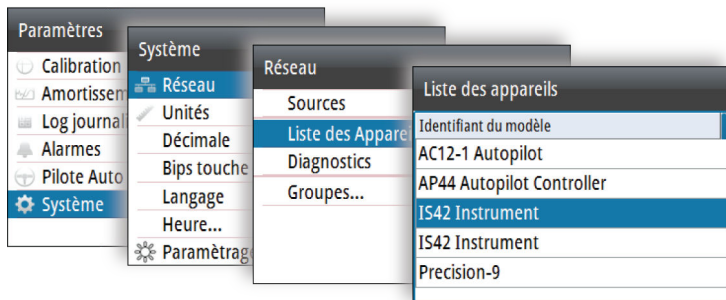 Paramètres
Calibration
Amortissem
Log journal
Alarmes
Pilote Auto
Système
Système
Réseau
Unités
Décimale
Bips touche
Langage
Heure...
Paramètrag
Réseau
Sources
Liste des Apparei
Diagnostics
Groupes...
Liste des appareils
Identifiant du modèle
AC12-1 Autopilot
AP44 Autopilot Controller
IS42 Instrument
IS42 Instrument
Precision-9